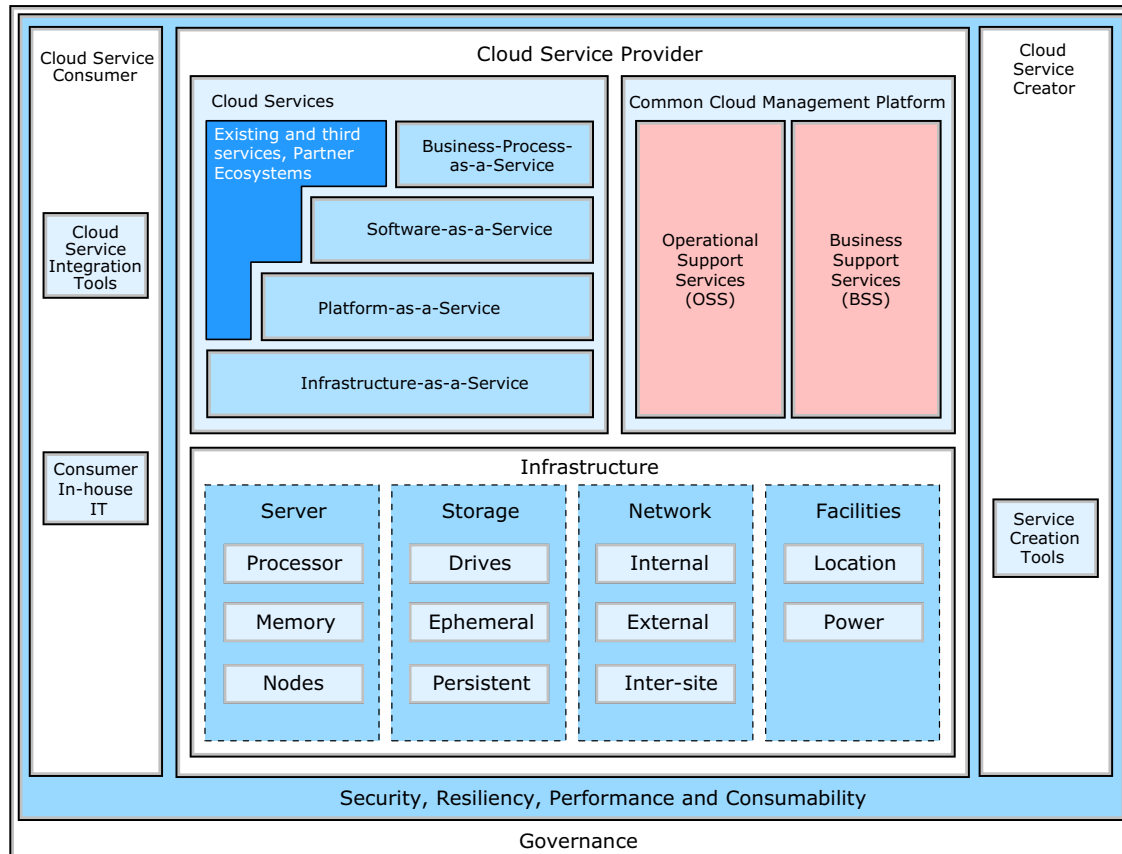 Cloud Service
Consumer
Cloud
Service
Integration
Tools
Consumer
In-house
IT
Cloud Service Provider
Cloud Services
Existing and third
services, Partner
Ecosystems
Business-Process-
as-a-Service
Software-as-a-Service
Platform-as-a-Service
Infrastructure-as-a-Service
Common Cloud Management Platform
Operational
Support
Services
(OSS)
Business
Support
Services
(BSS)
Infrastructure
Server
Processor
Memory
Nodes
Storage
Drives
Ephemeral
Persistent
Network
Internal
External
Inter-site
Facilities
Location
Power
Cloud
Service
Creator
Service
Creation
Tools
Security, Resiliency, Performance and Consumability
Governance